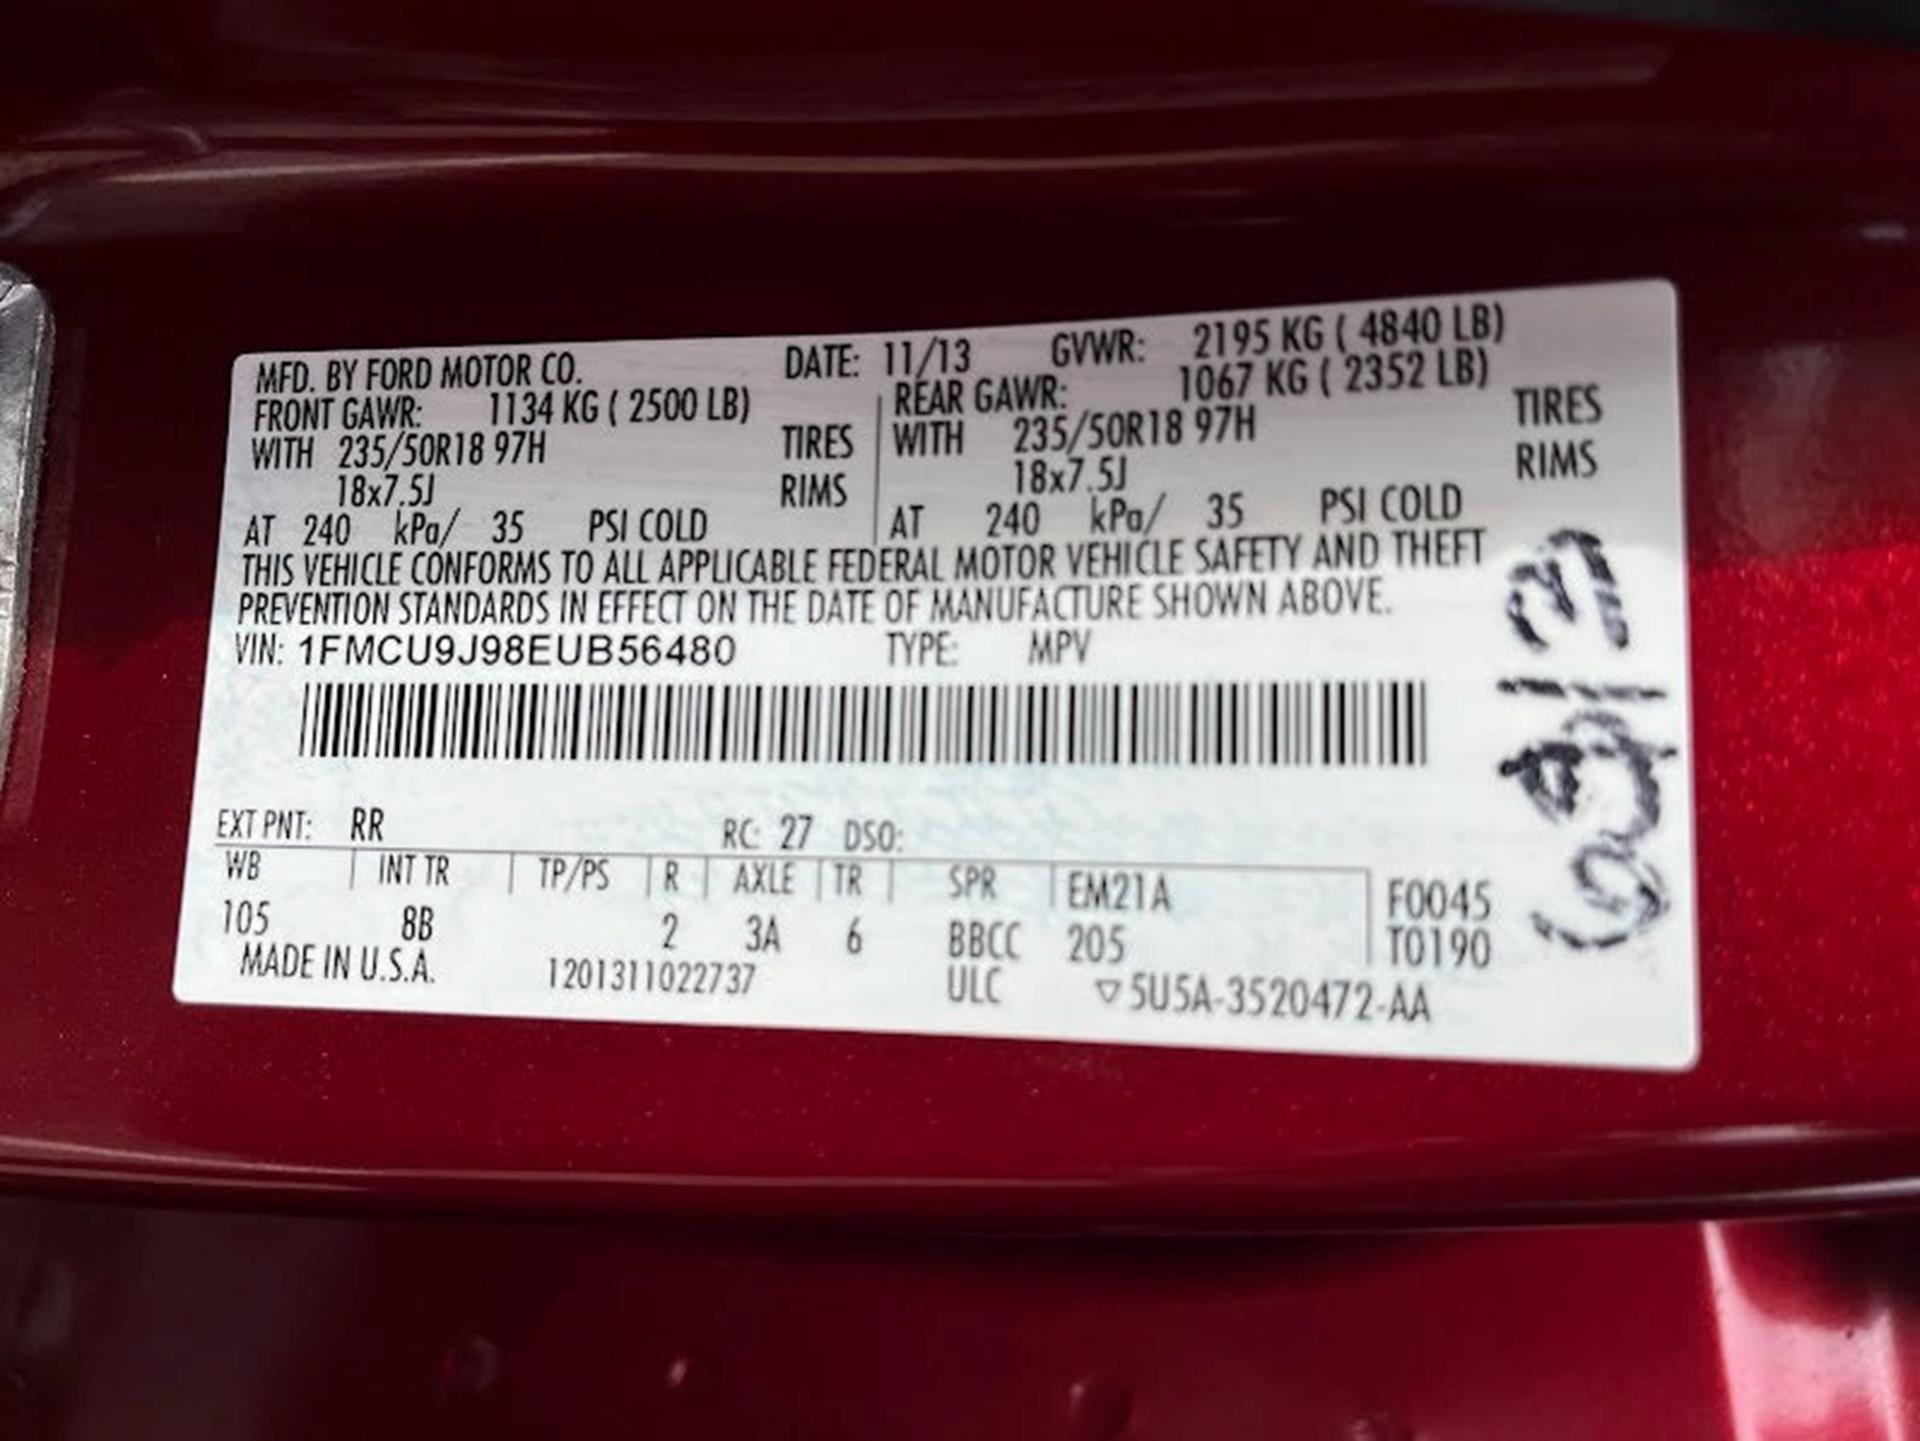 MFD. BY FORD MOTOR CO. DATE: 11/13 GVWR: 2195 KG ( 4840 LB)
FRONT GAWR: 1134 KG ( 2500 LB) REAR GAWR: 1067 KG ( 2352 LB)
WITH 235/50R18 97H TIRES WITH 235/50R18 97H TIRES
18x7.5J RIMS 18x7.5J RIMS
AT 240 kPa/ 35 PSI COLD AT 240 kPa/ 35 PSI COLD
THIS VEHICLE CONFORMS TO ALL APPLICABLE FEDERAL MOTOR VEHICLE SAFETY AND THEFT
PREVENTION STANDARDS IN EFFECT ON THE DATE OF MANUFACTURE SHOWN ABOVE.
VIN: 1FMCU9J98EUB56480 TYPE: MPV
EXT PNT: RR RC: 27 DSO:
WB INT TR TP/PS R AXLE TR SPR EM21A F0045
105 8B 2 3A 6 BBCC 205 T0190
MADE IN U.S.A. 1201311022737 ULC ▽5U5A-3520472-AA